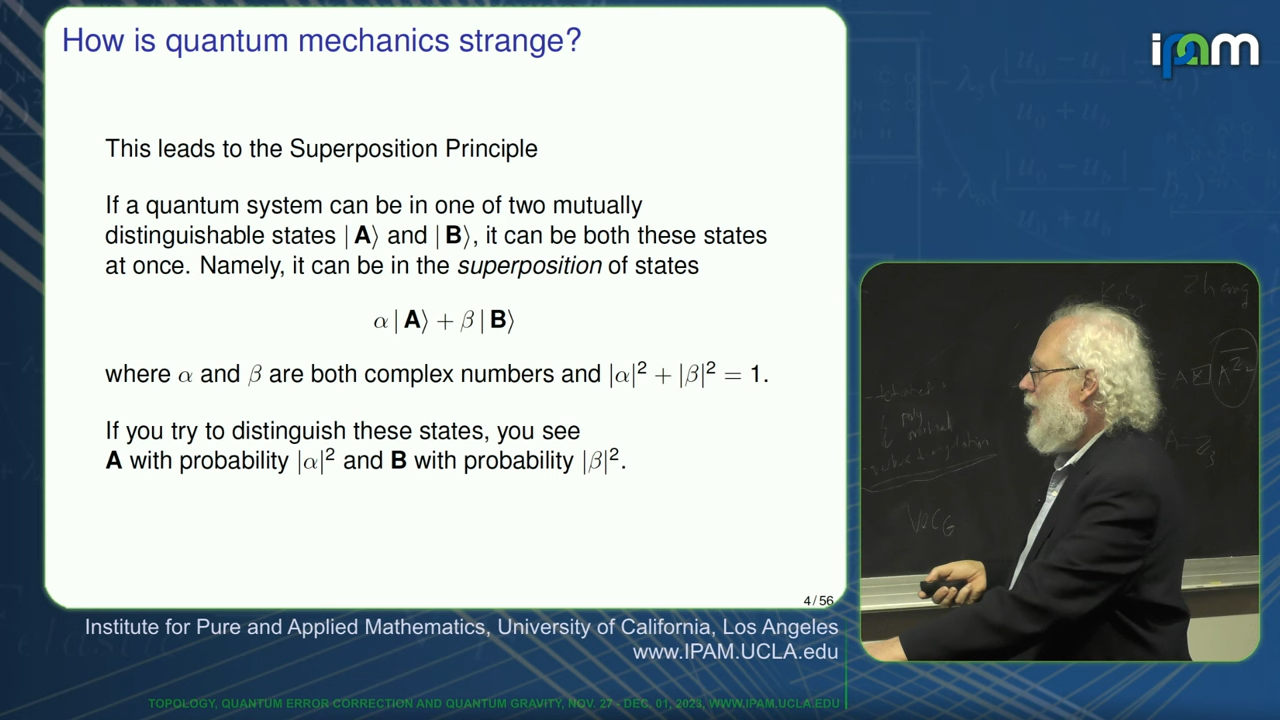 How is quantum mechanics strange?
This leads to the Superposition Principle
If a quantum system can be in one of two mutually
distinguishable states | A⟩ and | B⟩, it can be both these states
at once. Namely, it can be in the superposition of states
α | A⟩ + β | B⟩
where α and β are both complex numbers and |α|² + |β|² = 1.
If you try to distinguish these states, you see
A with probability |α|² and B with probability |β|².
4 / 56
ipam
Zhang
Institute for Pure and Applied Mathematics, University of California, Los Angeles
www.IPAM.UCLA.edu
TOPOLOGY, QUANTUM ERROR CORRECTION AND QUANTUM GRAVITY, NOV. 27 - DEC. 01, 2023, WWW.IPAM.UCLA.EDU